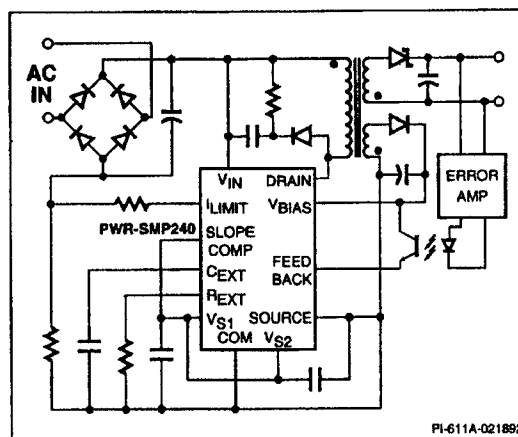 AC
IN
VIN
DRAIN
ILIMIT
VBIAS
PWR-SMP240
SLOPE
COMP
CEXT
FEED
BACK
REXT
VS1
SOURCE
COM
VS2
ERROR
AMP
PI-611A-021892